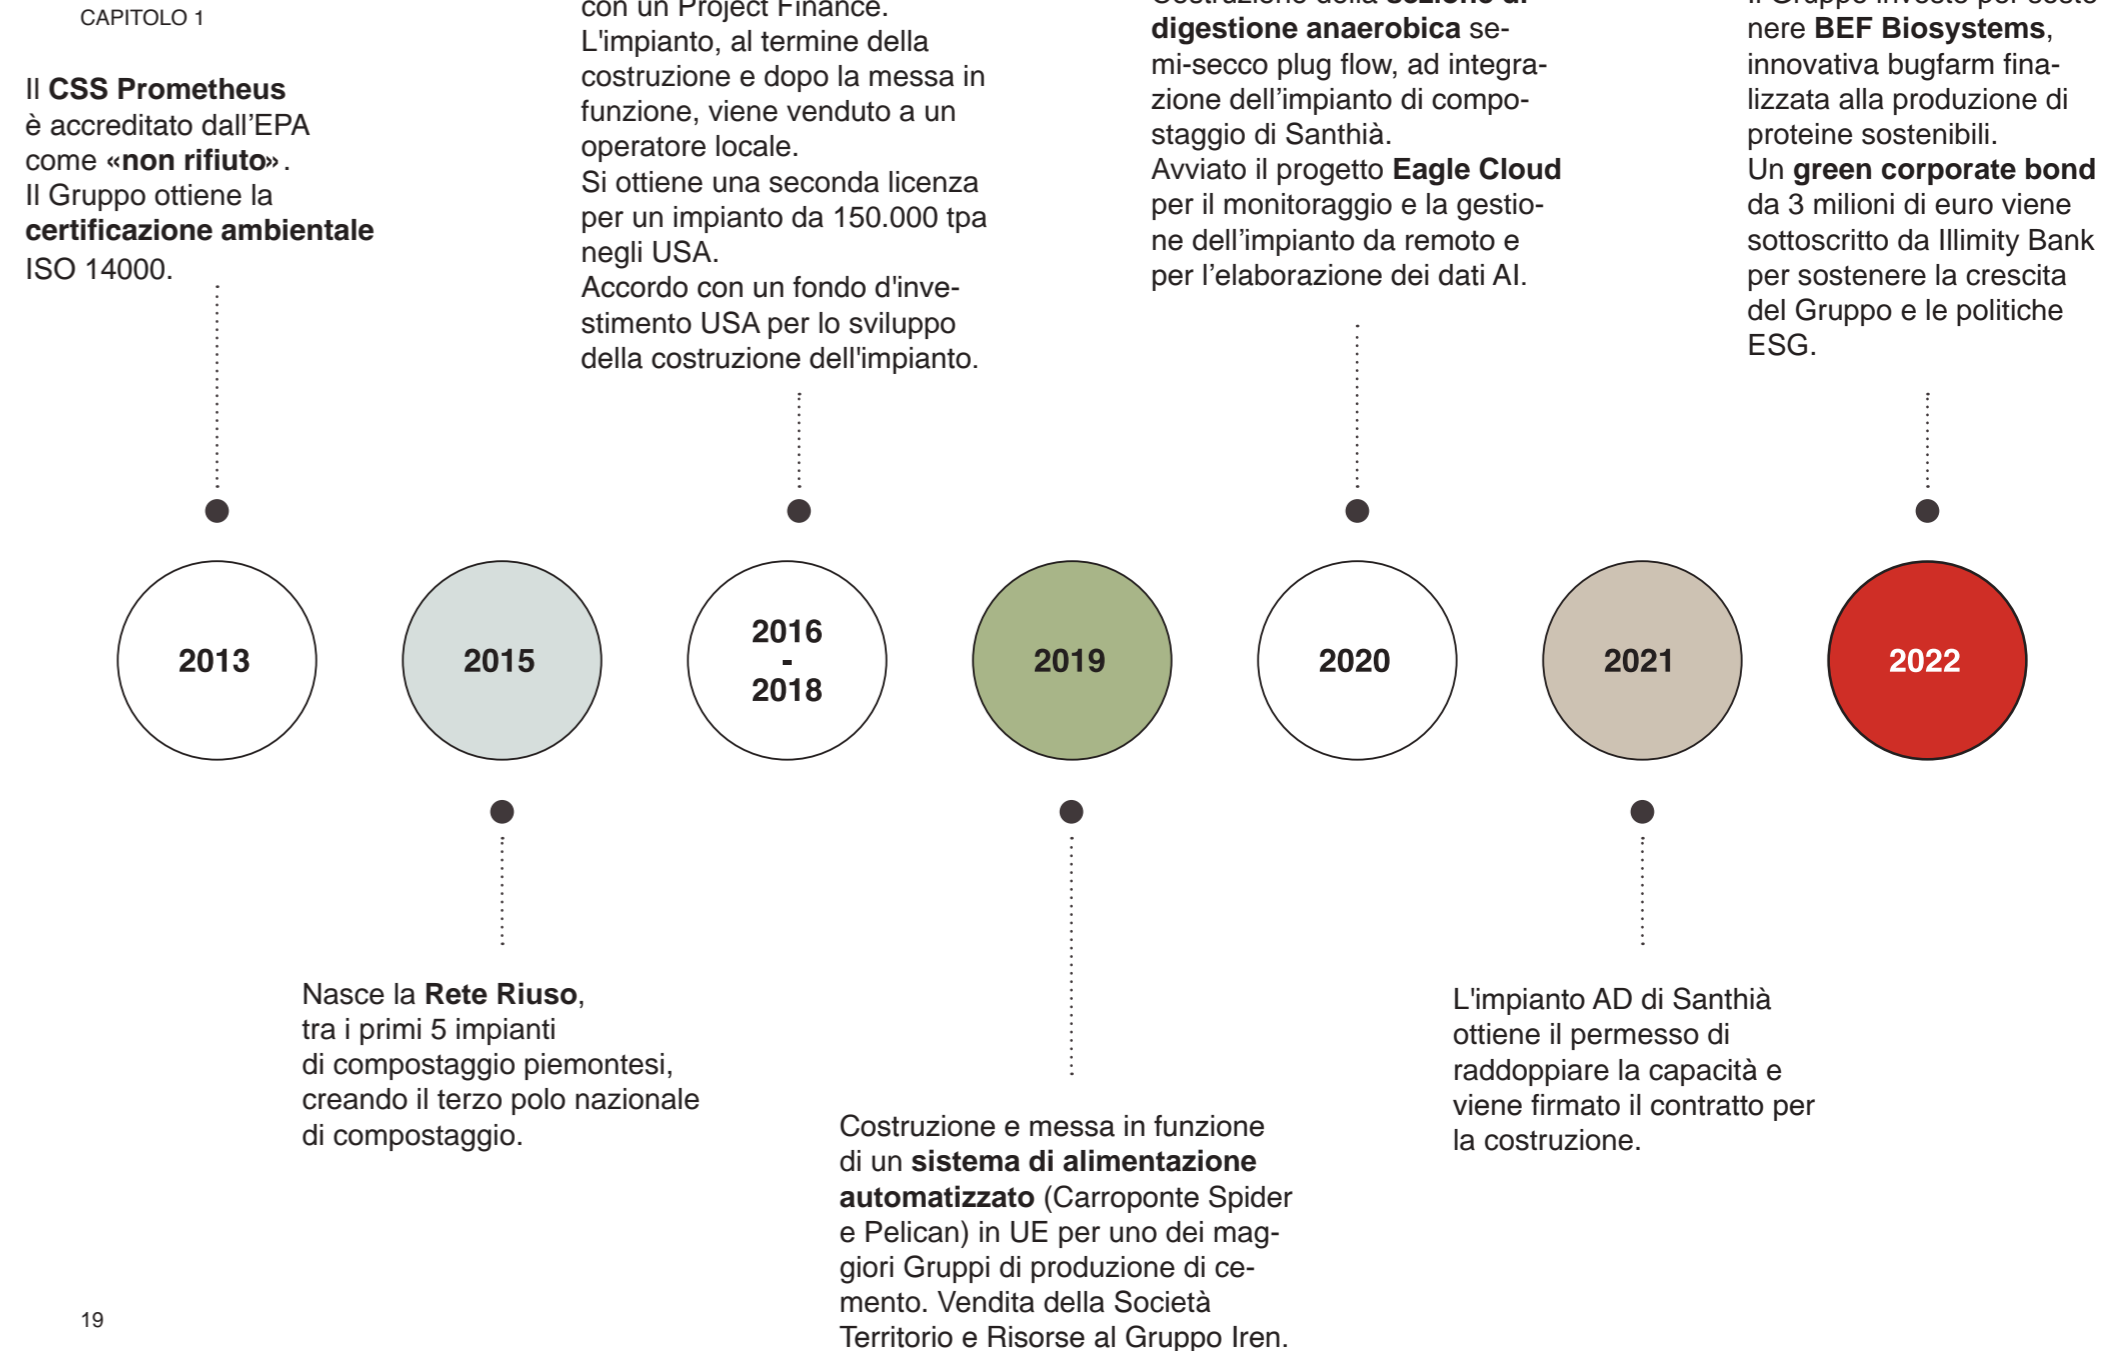 CAPITOLO 1
Il CSS Prometheus
è accreditato dall'EPA
come «non rifiuto».
Il Gruppo ottiene la
certificazione ambientale
ISO 14000.
con un Project Finance.
L'impianto, al termine della
costruzione e dopo la messa in
funzione, viene venduto a un
operatore locale.
Si ottiene una seconda licenza
per un impianto da 150.000 tpa
negli USA.
Accordo con un fondo d'inve-
stimento USA per lo sviluppo
della costruzione dell'impianto.
Costruzione della sezione di
digestione anaerobica se-
mi-secco plug flow, ad integra-
zione dell'impianto di compo-
staggio di Santhià.
Avviato il progetto Eagle Cloud
per il monitoraggio e la gestio-
ne dell'impianto da remoto e
per l'elaborazione dei dati AI.
Il Gruppo investe per soste-
nere BEF Biosystems,
innovativa bugfarm fina-
lizzata alla produzione di
proteine sostenibili.
Un green corporate bond
da 3 milioni di euro viene
sottoscritto da Illimity Bank
per sostenere la crescita
del Gruppo e le politiche
ESG.
2013
2015
2016
-
2018
2019
2020
2021
2022
Nasce la Rete Riuso,
tra i primi 5 impianti
di compostaggio piemontesi,
creando il terzo polo nazionale
di compostaggio.
Costruzione e messa in funzione
di un sistema di alimentazione
automatizzato (Carroponte Spider
e Pelican) in UE per uno dei mag-
giori Gruppi di produzione di ce-
mento. Vendita della Società
Territorio e Risorse al Gruppo Iren.
L'impianto AD di Santhià
ottiene il permesso di
raddoppiare la capacità e
viene firmato il contratto per
la costruzione.
19